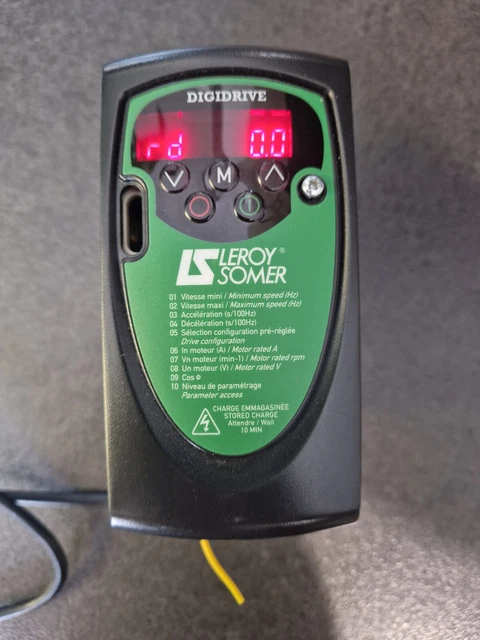 DIGIDRIVE
rd 0.0
M
LS LEROY®
SOMER
01 Vitesse mini / Minimum speed (Hz)
02 Vitesse maxi / Maximum speed (Hz)
03 Accélération (s/100Hz)
04 Décélération (s/100Hz)
05 Sélection configuration pré-réglée
Drive configuration
06 In moteur (A) / Motor rated A
07 Vn moteur (min-1) / Motor rated rpm
08 Un moteur (V) / Motor rated V
09 Cos Φ
10 Niveau de paramétrage
Parameter access
CHARGE EMMAGASINÉE
STORED CHARGE
Attendre / Wait
10 MIN